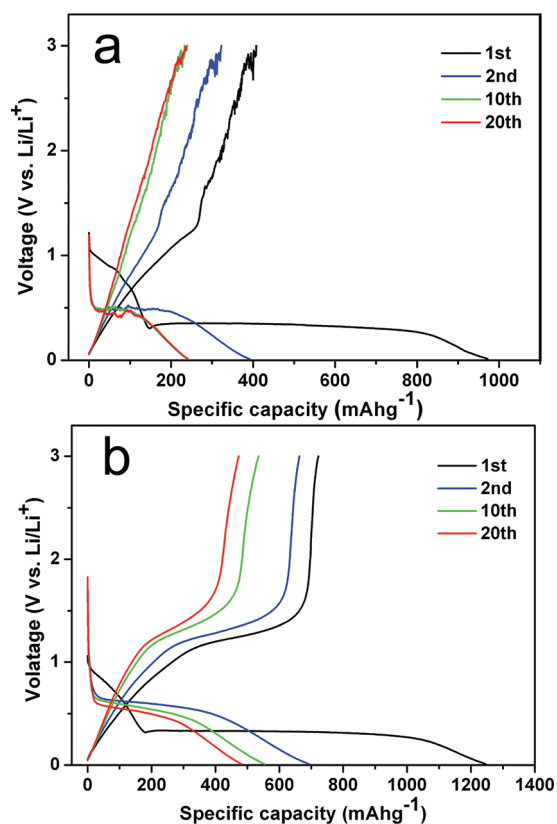 a
3
2
1
0
Voltage (V vs. Li/Li+)
1st
2nd
10th
20th
0 200 400 600 800 1000
Specific capacity (mAhg-1)
b
3
2
1
0
Volatage (V vs. Li/Li+)
1st
2nd
10th
20th
0 200 400 600 800 1000 1200 1400
Specific capacity (mAhg-1)